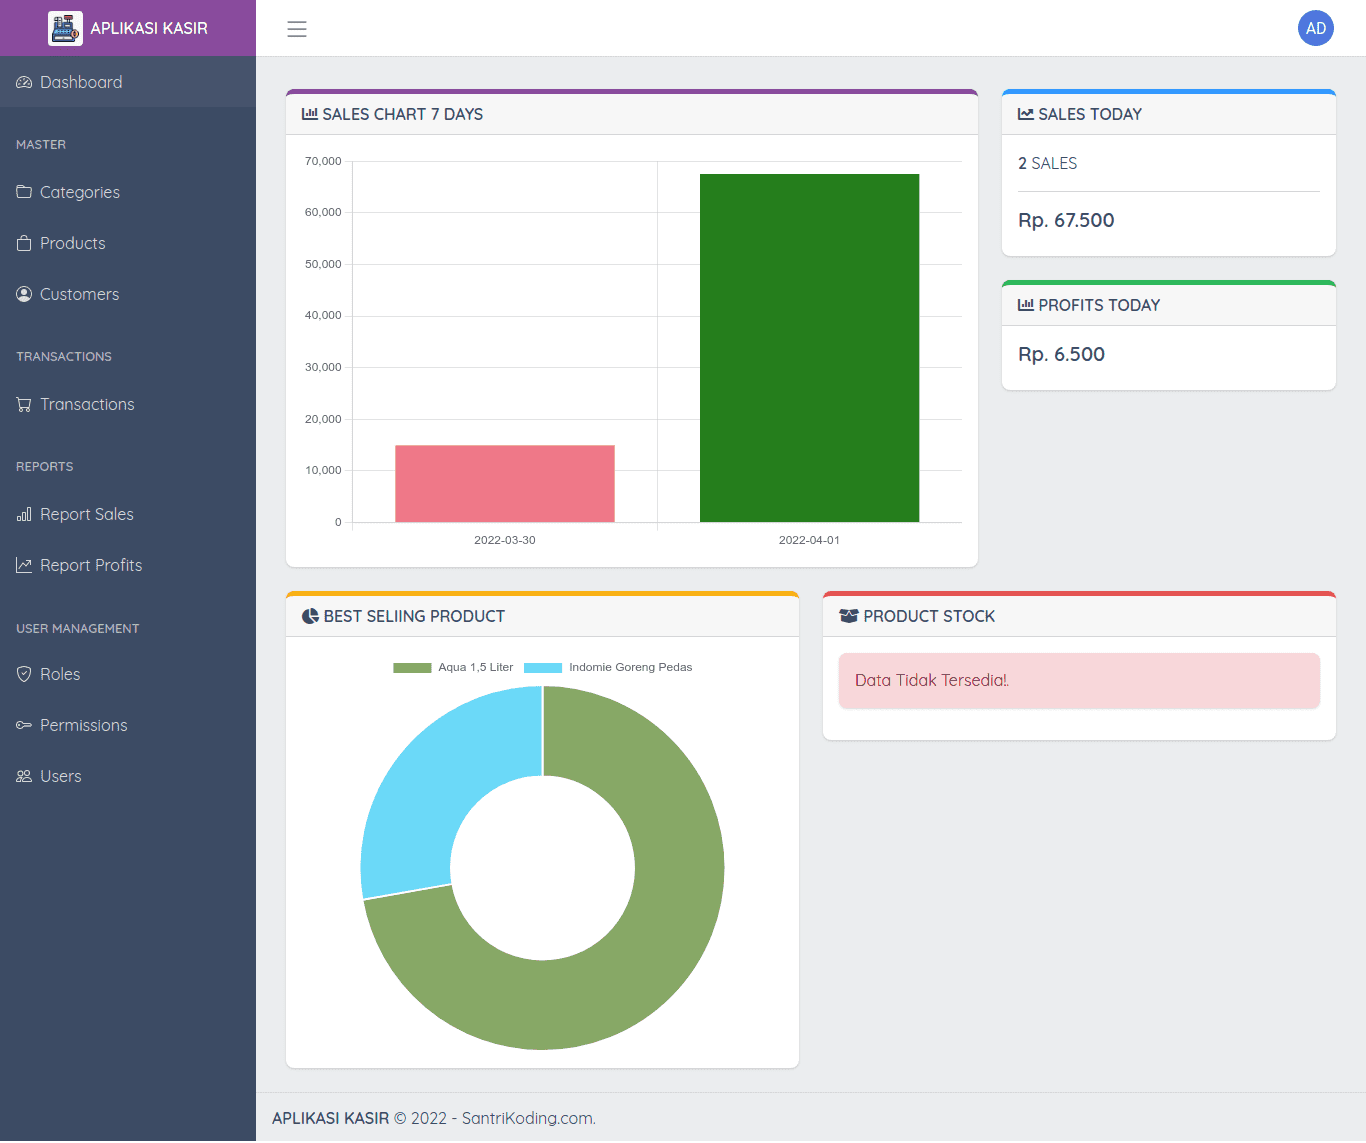 APLIKASI KASIR
AD
Dashboard
MASTER
Categories
Products
Customers
TRANSACTIONS
Transactions
REPORTS
Report Sales
Report Profits
USER MANAGEMENT
Roles
Permissions
Users
SALES CHART 7 DAYS
70,000
60,000
50,000
40,000
30,000
20,000
10,000
0
2022-03-30 2022-04-01
SALES TODAY
2 SALES
Rp. 67.500
PROFITS TODAY
Rp. 6.500
BEST SELIING PRODUCT
Aqua 1,5 Liter Indomie Goreng Pedas
PRODUCT STOCK
Data Tidak Tersedia!.
APLIKASI KASIR © 2022 - SantriKoding.com.